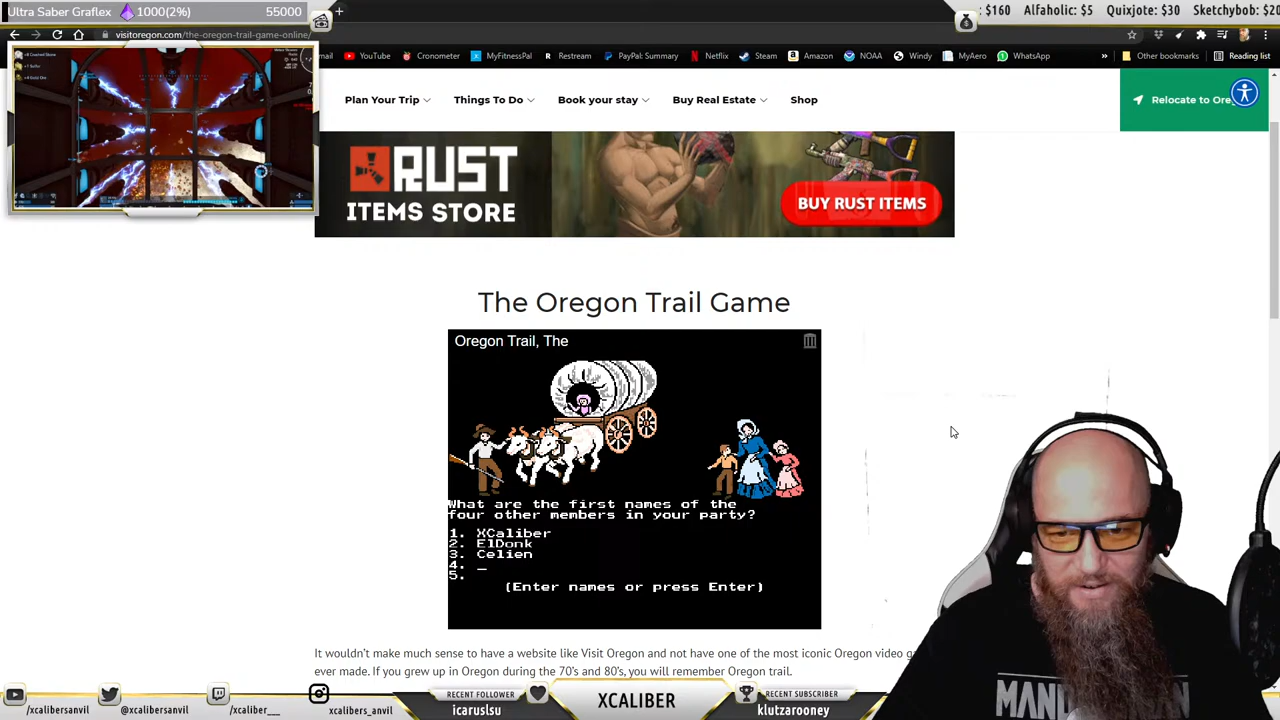 Ultra Saber Graflex 1000(2%) 55000
$160 Alfaholic: $5 Quixjote: $30 Sketchybob: $20
visitoregon.com/the-oregon-trail-game-online/
mail YouTube Cronometer MyFitnessPal Restream PayPal: Summary Netflix Steam Amazon NOAA Windy MyAero WhatsApp » Other bookmarks Reading list
Plan Your Trip Things To Do Book your stay Buy Real Estate Shop
Relocate to Ore
RUST
ITEMS STORE
BUY RUST ITEMS
The Oregon Trail Game
Oregon Trail, The
What are the first names of the
four other members in your party?
1. XCaliber
2. ElDonk
3. Celien
4. _
5.
(Enter names or press Enter)
It wouldn't make much sense to have a website like Visit Oregon and not have one of the most iconic Oregon video ga
ever made. If you grew up in Oregon during the 70's and 80's, you will remember Oregon trail.
MAND
/xcalibersanvil @xcalibersanvil /xcaliber___ xcalibers_anvil
RECENT FOLLOWER
icaruslsu
XCALIBER
RECENT SUBSCRIBER
klutzarooney